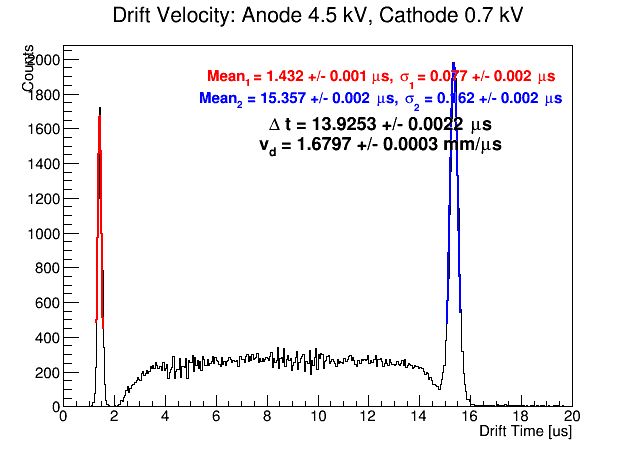 Drift Velocity: Anode 4.5 kV, Cathode 0.7 kV
Counts
Mean1 = 1.432 +/- 0.001 μs, σ1 = 0.077 +/- 0.002 μs
Mean2 = 15.357 +/- 0.002 μs, σ2 = 0.162 +/- 0.002 μs
Δ t = 13.9253 +/- 0.0022 μs
vd = 1.6797 +/- 0.0003 mm/μs
2000
1800
1600
1400
1200
1000
800
600
400
200
0
0 2 4 6 8 10 12 14 16 18 20
Drift Time [us]